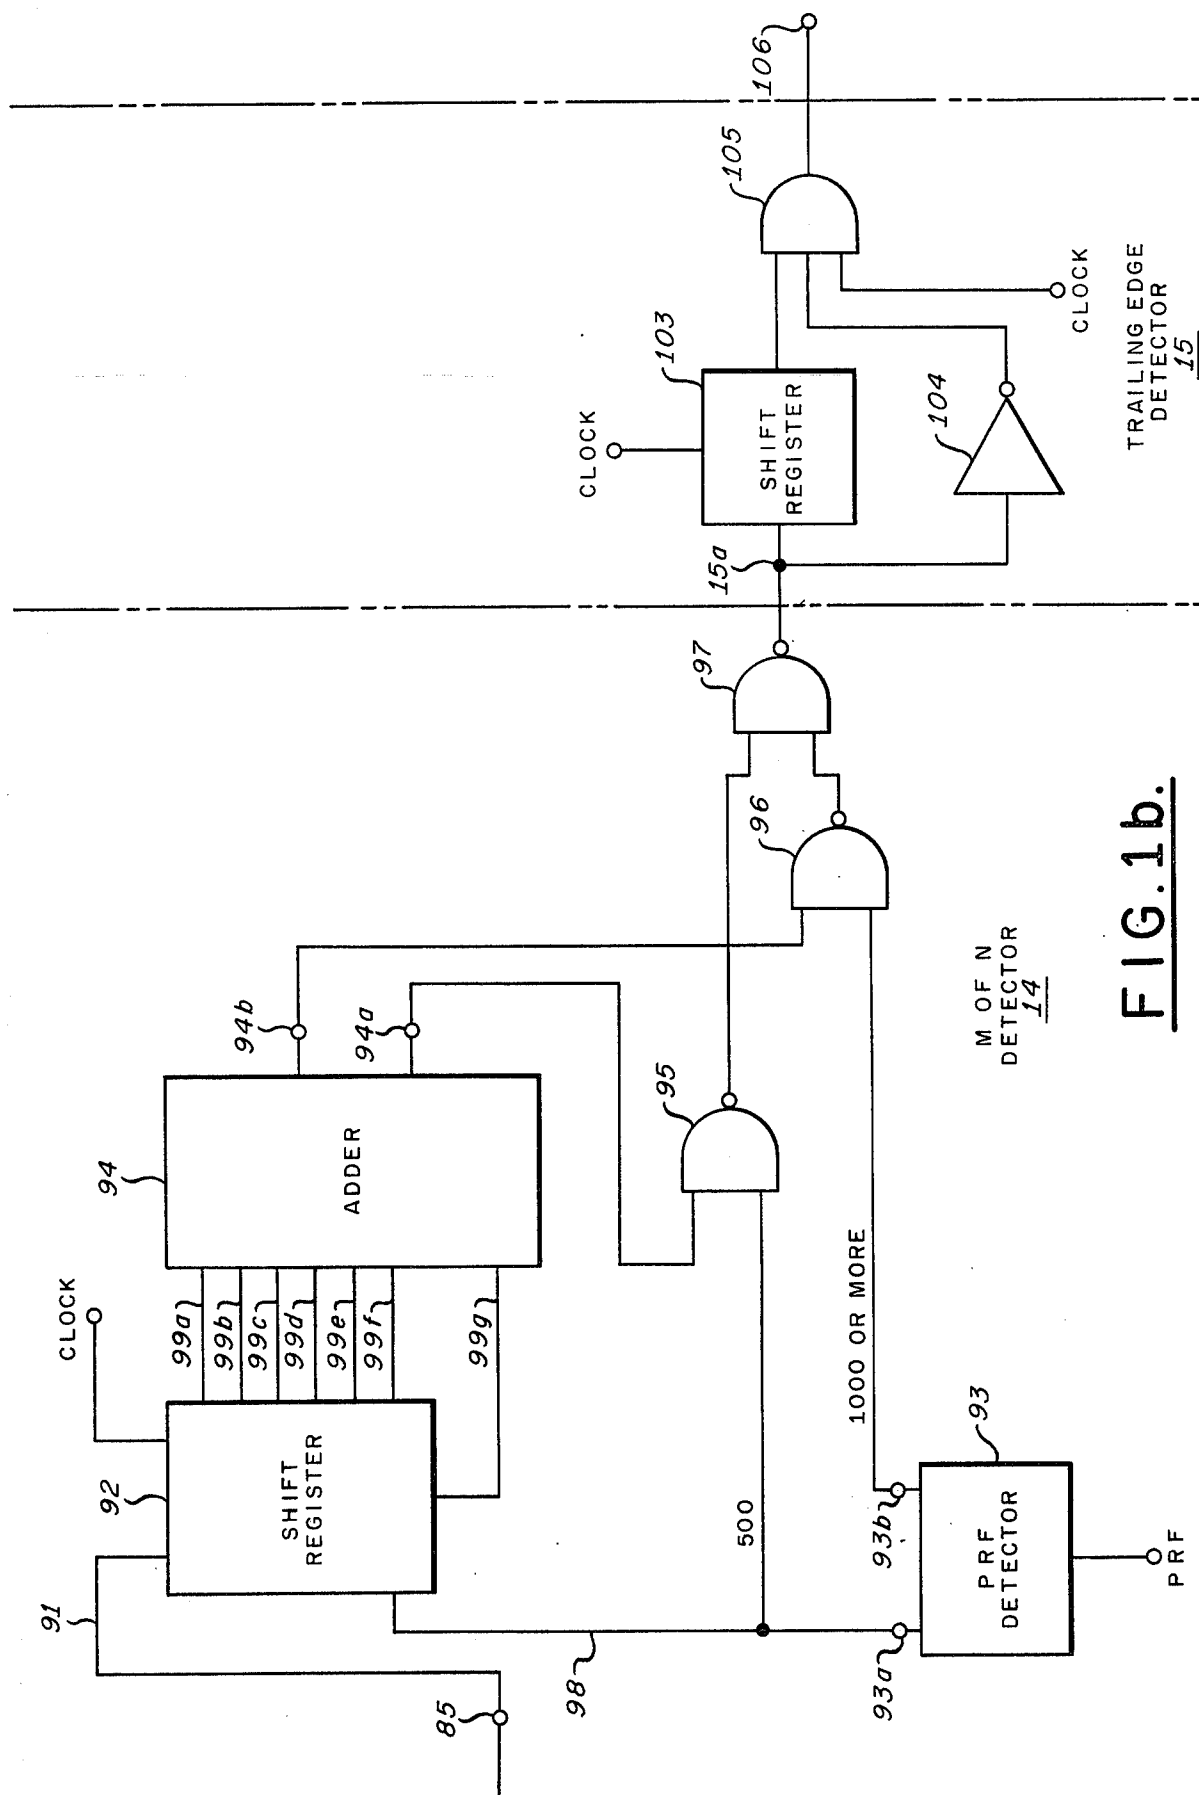 85
91
92
SHIFT
REGISTER
CLOCK
99a
99b
99c
99d
99e
99f
99g
94
ADDER
94b
94a
98
93a
93b
PRF
DETECTOR
93
PRF
500
1000 OR MORE
95
96
97
M OF N
DETECTOR
14
15a
CLOCK
SHIFT
REGISTER
103
104
105
CLOCK
106
TRAILING EDGE
DETECTOR
15
FIG.1b.